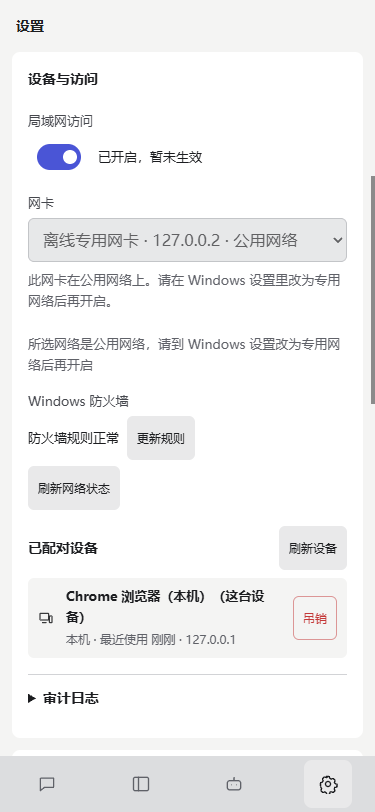 设置
设备与访问
局域网访问
已开启，暂未生效
网卡
离线专用网卡 · 127.0.0.2 · 公用网络
此网卡在公用网络上。请在 Windows 设置里改为专用
网络后再开启。
所选网络是公用网络，请到 Windows 设置改为专用网
络后再开启
Windows 防火墙
防火墙规则正常
更新规则
刷新网络状态
已配对设备
刷新设备
Chrome 浏览器（本机）（这台设
备）
本机 · 最近使用 刚刚 · 127.0.0.1
吊销
审计日志